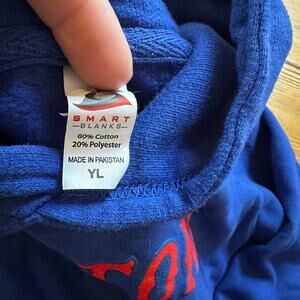 SMART
BLANKS
80% Cotton
20% Polyester
MADE IN PAKISTAN
YL